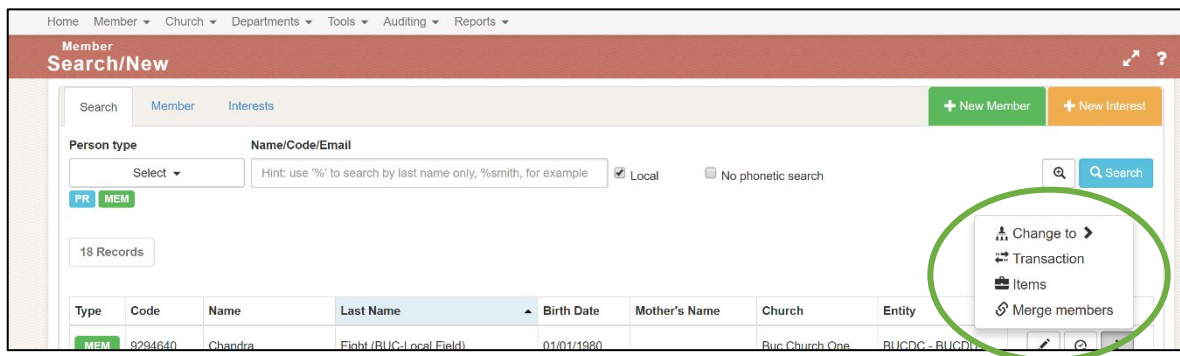 Home Member Church Departments Tools Auditing Reports
Member
Search/New
?
Search Member Interests + New Member + New Interest
Person type Name/Code/Email
Select Hint: use '%' to search by last name only, %smith, for example Local No phonetic search Search
PR MEM
Change to
18 Records
Transaction
Items
Merge members
Type Code Name Last Name Birth Date Mother's Name Church Entity
MEM 9294640 Chandra Eight (BUC-Local Field) 01/01/1980 Buc Church One BUCDC -